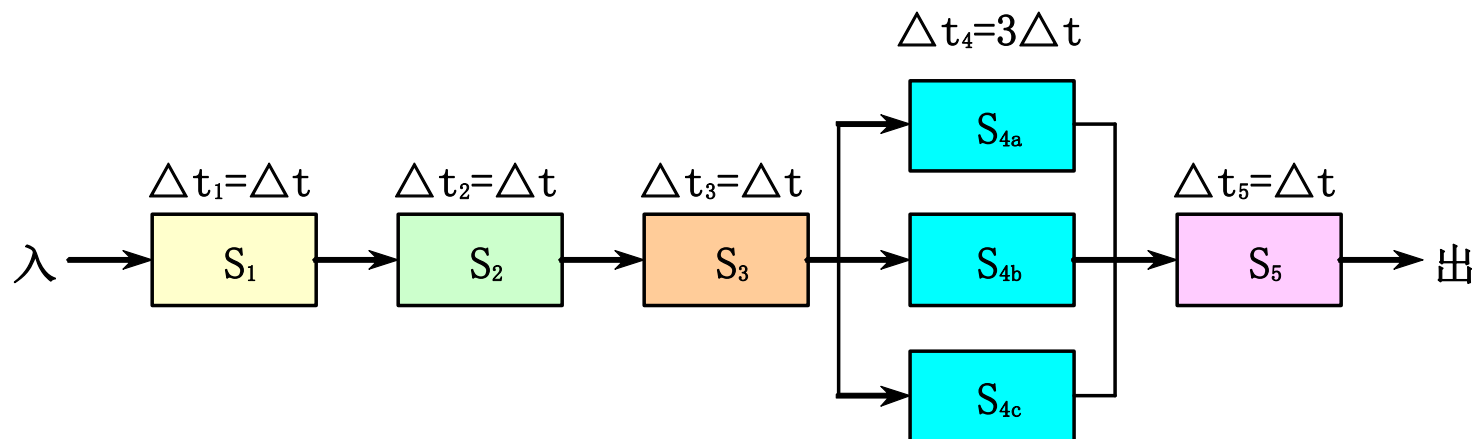 △t₄=3△t
S₄ₐ
△t₁=△t △t₂=△t △t₃=△t △t₅=△t
入 S₁ S₂ S₃ S₄b S₅ 出
S₄c